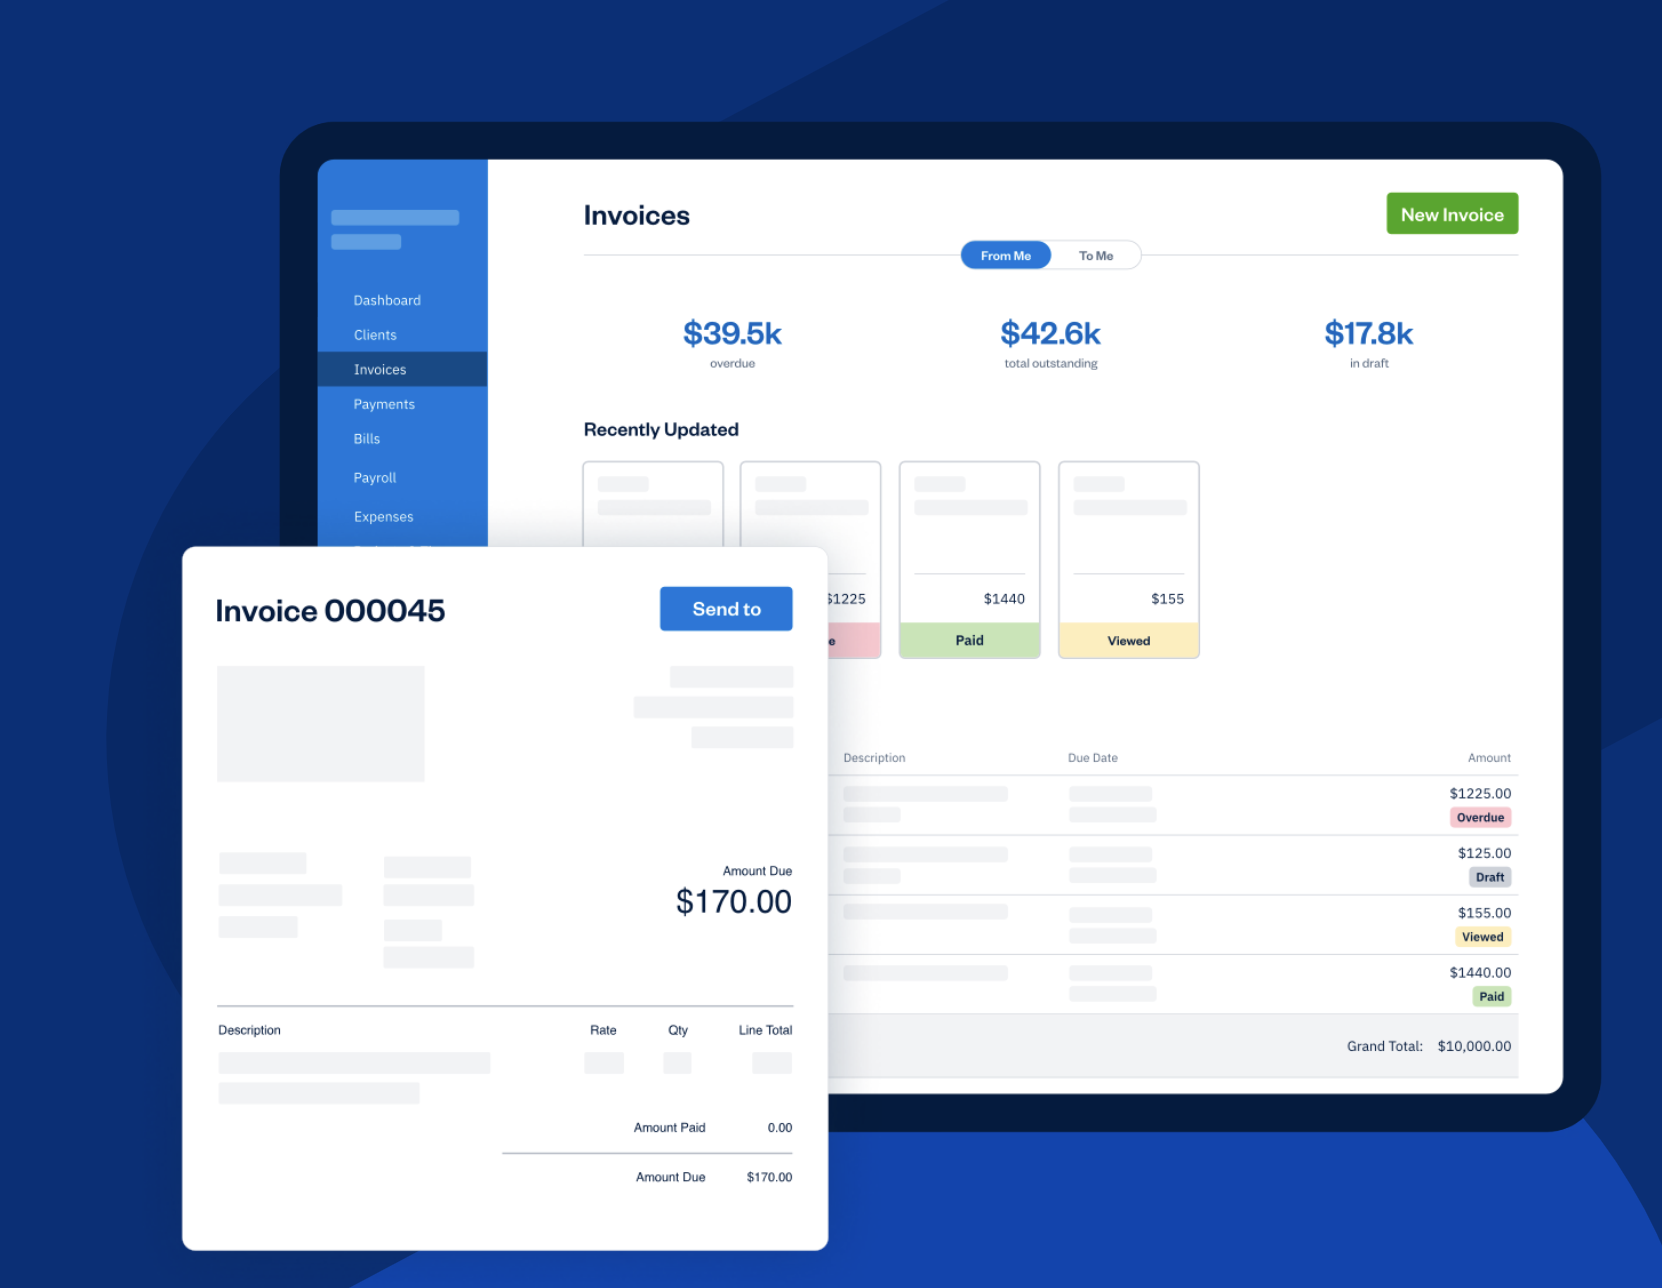 Invoices
New Invoice
From Me
To Me
Dashboard
Clients
Invoices
Payments
Bills
Payroll
Expenses
$39.5k
overdue
$42.6k
total outstanding
$17.8k
in draft
Recently Updated
$1225
$1440
Paid
$155
Viewed
Description Due Date Amount
$1225.00
Overdue
$125.00
Draft
$155.00
Viewed
$1440.00
Paid
Grand Total: $10,000.00
Invoice 000045
Send to
Amount Due
$170.00
Description Rate Qty Line Total
Amount Paid 0.00
Amount Due $170.00